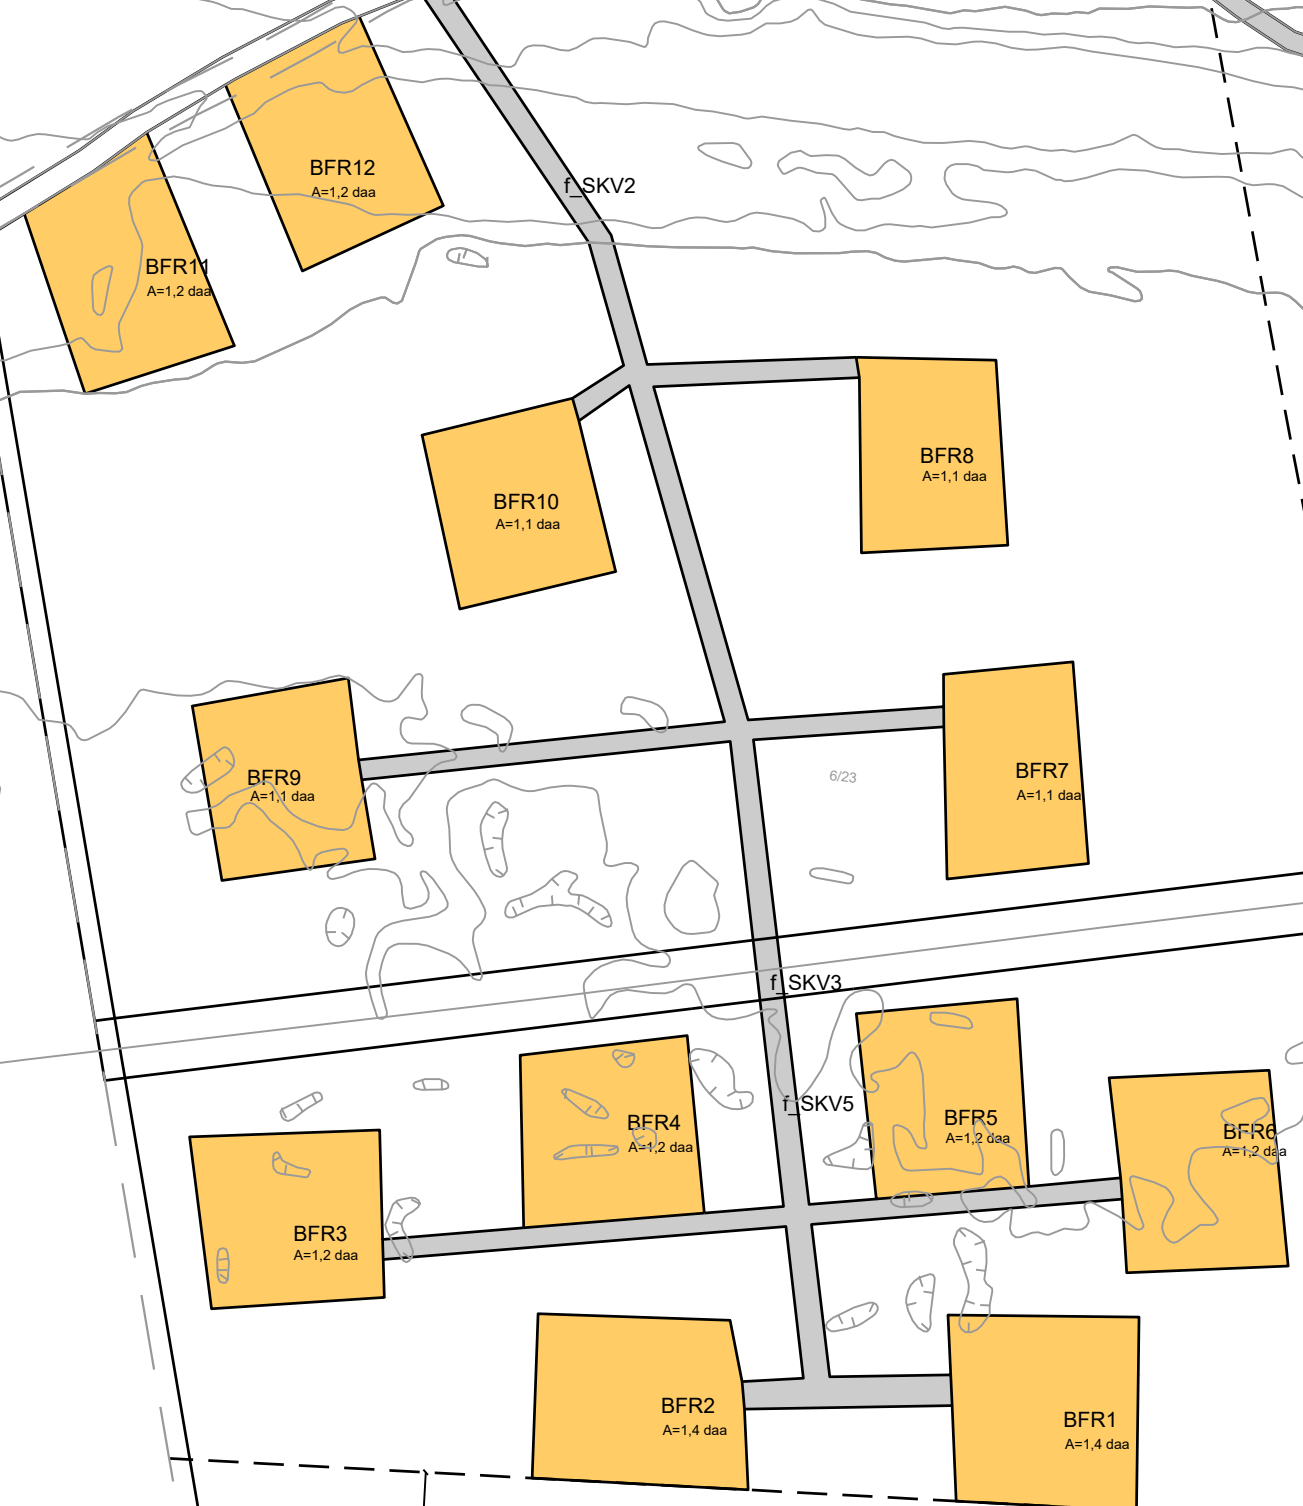 BFR12
A=1,2 daa
f_SKV2
BFR11
A=1,2 daa
BFR8
A=1,1 daa
BFR10
A=1,1 daa
BFR9
A=1,1 daa
6/23
BFR7
A=1,1 daa
f_SKV3
f_SKV5
BFR4
A=1,2 daa
BFR5
A=1,2 daa
BFR6
A=1,2 daa
BFR3
A=1,2 daa
BFR2
A=1,4 daa
BFR1
A=1,4 daa